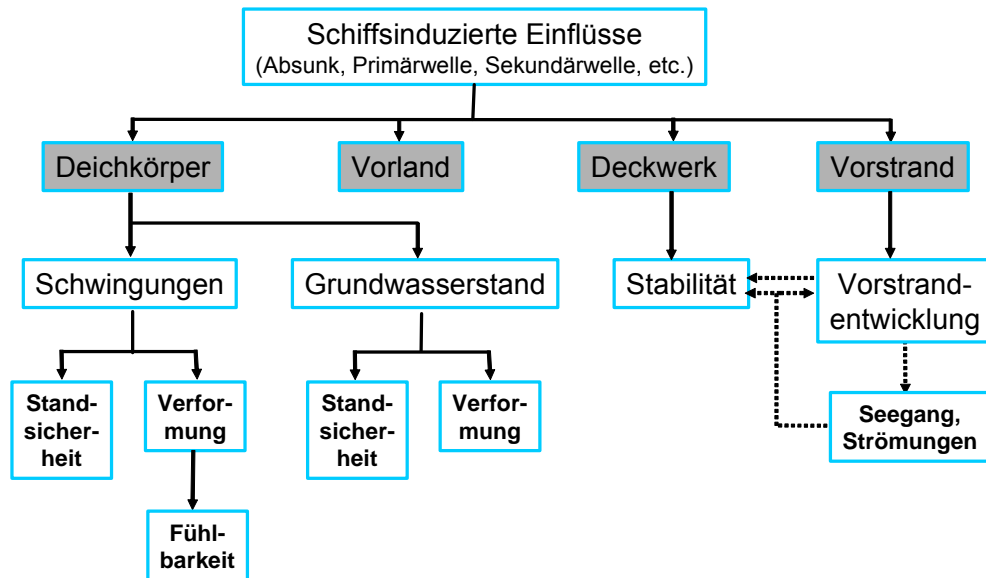 Schiffsinduzierte Einflüsse
(Absunk, Primärwelle, Sekundärwelle, etc.)
Deichkörper
Vorland
Deckwerk
Vorstrand
Schwingungen
Grundwasserstand
Stabilität
Vorstrand-
entwicklung
Stand-
sicher-
heit
Verfor-
mung
Stand-
sicher-
heit
Verfor-
mung
Seegang,
Strömungen
Fühl-
barkeit